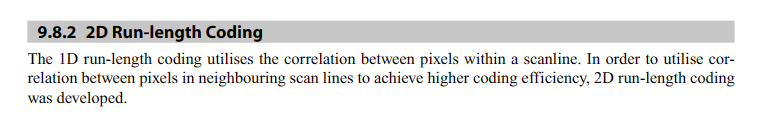 9.8.2 2D Run-length Coding
The 1D run-length coding utilises the correlation between pixels within a scanline. In order to utilise cor-
relation between pixels in neighbouring scan lines to achieve higher coding efficiency, 2D run-length coding
was developed.